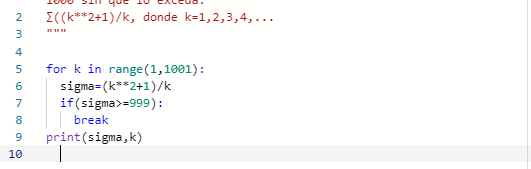 1000 sin que lo exceda.
2 Σ((k**2+1)/k, donde k=1,2,3,4,...
3 """
4
5 for k in range(1,1001):
6 sigma=(k**2+1)/k
7 if(sigma>=999):
8 break
9 print(sigma,k)
10